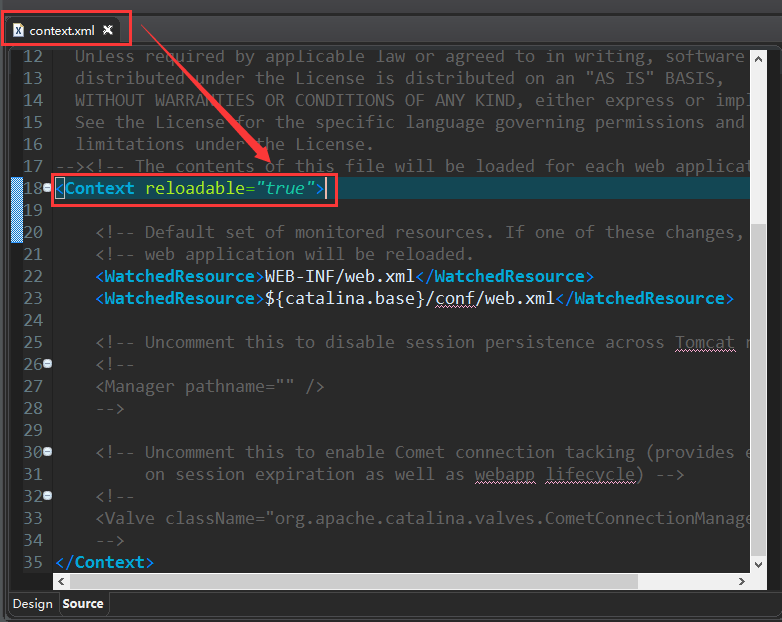 context.xml
12 Unless required by applicable law or agreed to in writing, software
13 distributed under the License is distributed on an "AS IS" BASIS,
14 WITHOUT WARRANTIES OR CONDITIONS OF ANY KIND, either express or impl
15 See the License for the specific language governing permissions and
16 limitations under the License.
17 --><!-- The contents of this file will be loaded for each web applicat
18 <Context reloadable="true">
19
20 <!-- Default set of monitored resources. If one of these changes,
21 <!-- web application will be reloaded.
22 <WatchedResource>WEB-INF/web.xml</WatchedResource>
23 <WatchedResource>${catalina.base}/conf/web.xml</WatchedResource>
24
25 <!-- Uncomment this to disable session persistence across Tomcat r
26 <!--
27 <Manager pathname="" />
28 -->
29
30 <!-- Uncomment this to enable Comet connection tacking (provides e
31 on session expiration as well as webapp lifecycle) -->
32 <!--
33 <Valve className="org.apache.catalina.valves.CometConnectionManage
34 -->
35 </Context>
Design Source